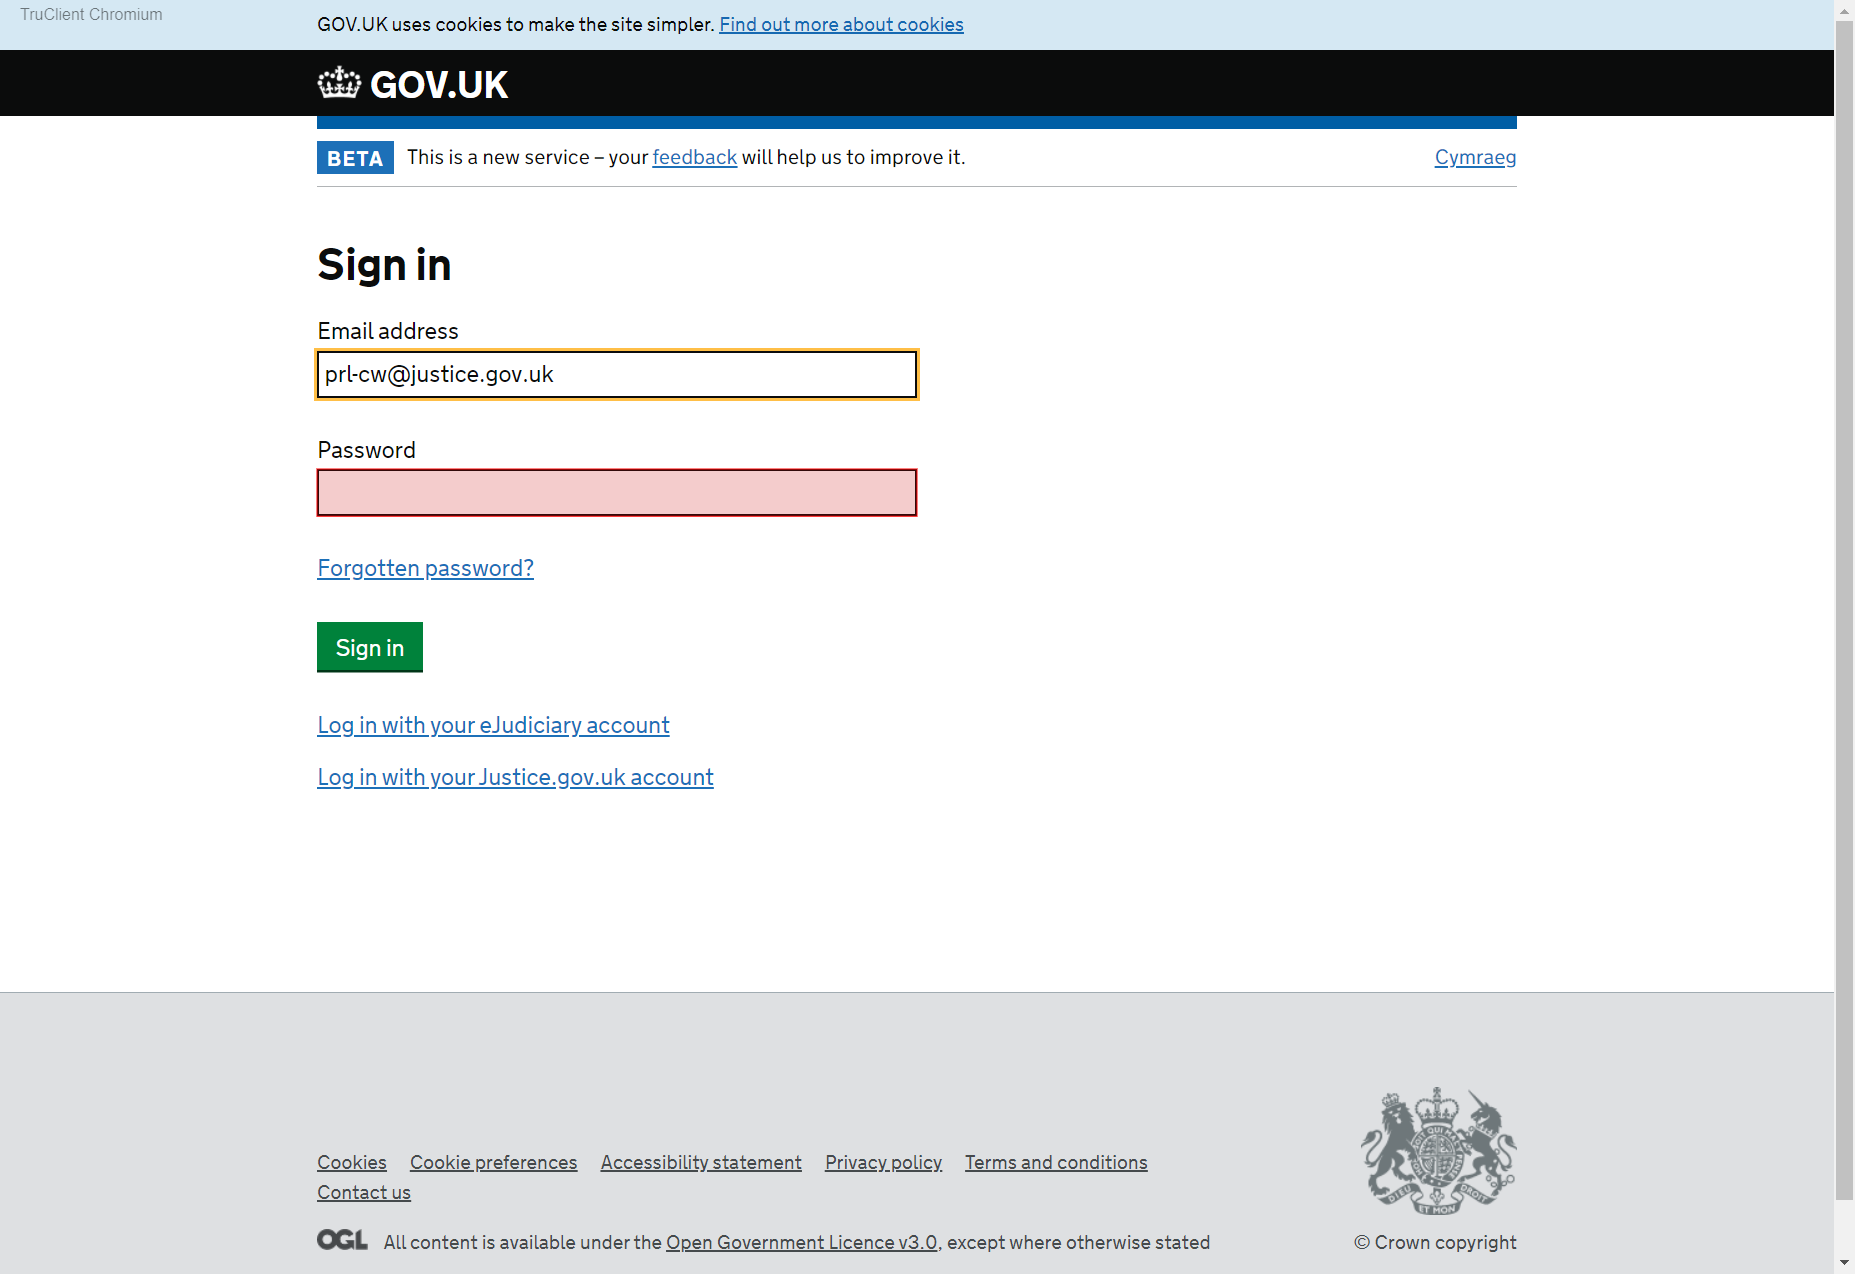 TruClient Chromium
GOV.UK uses cookies to make the site simpler. Find out more about cookies
GOV.UK
BETA This is a new service – your feedback will help us to improve it. Cymraeg
Sign in
Email address
prl-cw@justice.gov.uk
Password
Forgotten password?
Sign in
Log in with your eJudiciary account
Log in with your Justice.gov.uk account
Cookies Cookie preferences Accessibility statement Privacy policy Terms and conditions
Contact us
DIEU ET MON DROIT
OGL All content is available under the Open Government Licence v3.0, except where otherwise stated
© Crown copyright